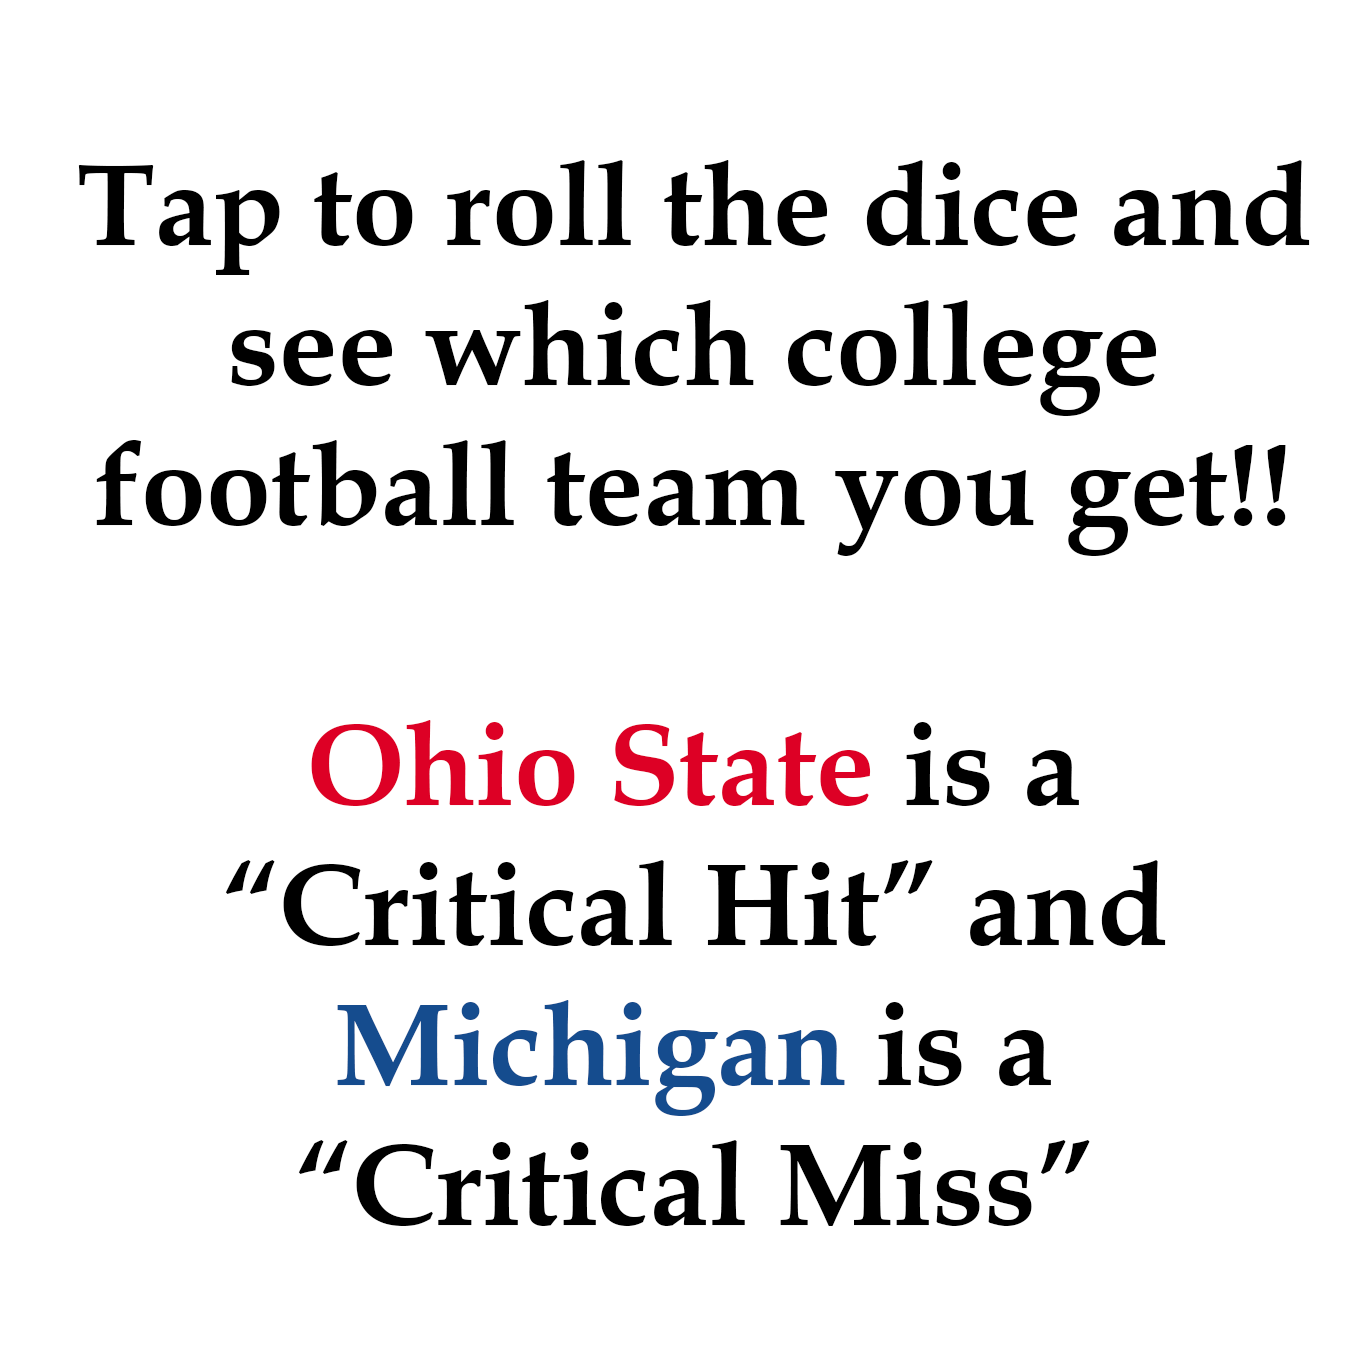 Tap to roll the dice and
see which college
football team you get!!
Ohio State is a
“Critical Hit” and
Michigan is a
“Critical Miss”